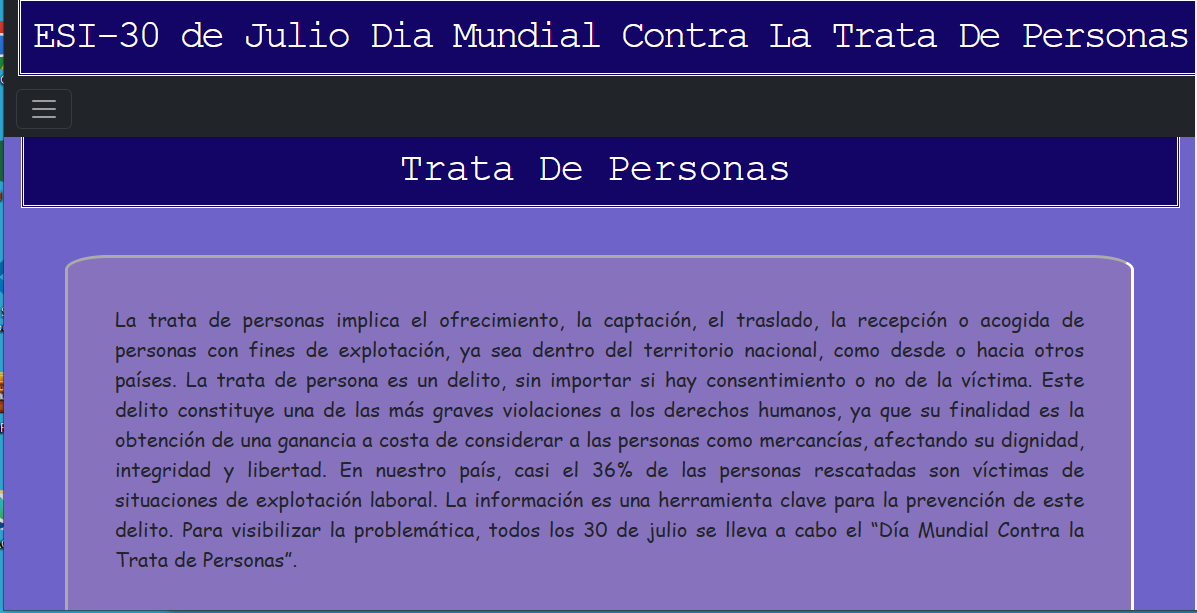 ESI-30 de Julio Dia Mundial Contra La Trata De Personas
Trata De Personas
La trata de personas implica el ofrecimiento, la captación, el traslado, la recepción o acogida de
personas con fines de explotación, ya sea dentro del territorio nacional, como desde o hacia otros
países. La trata de persona es un delito, sin importar si hay consentimiento o no de la víctima. Este
delito constituye una de las más graves violaciones a los derechos humanos, ya que su finalidad es la
obtención de una ganancia a costa de considerar a las personas como mercancías, afectando su dignidad,
integridad y libertad. En nuestro país, casi el 36% de las personas rescatadas son víctimas de
situaciones de explotación laboral. La información es una herramienta clave para la prevención de este
delito. Para visibilizar la problemática, todos los 30 de julio se lleva a cabo el “Día Mundial Contra la
Trata de Personas”.